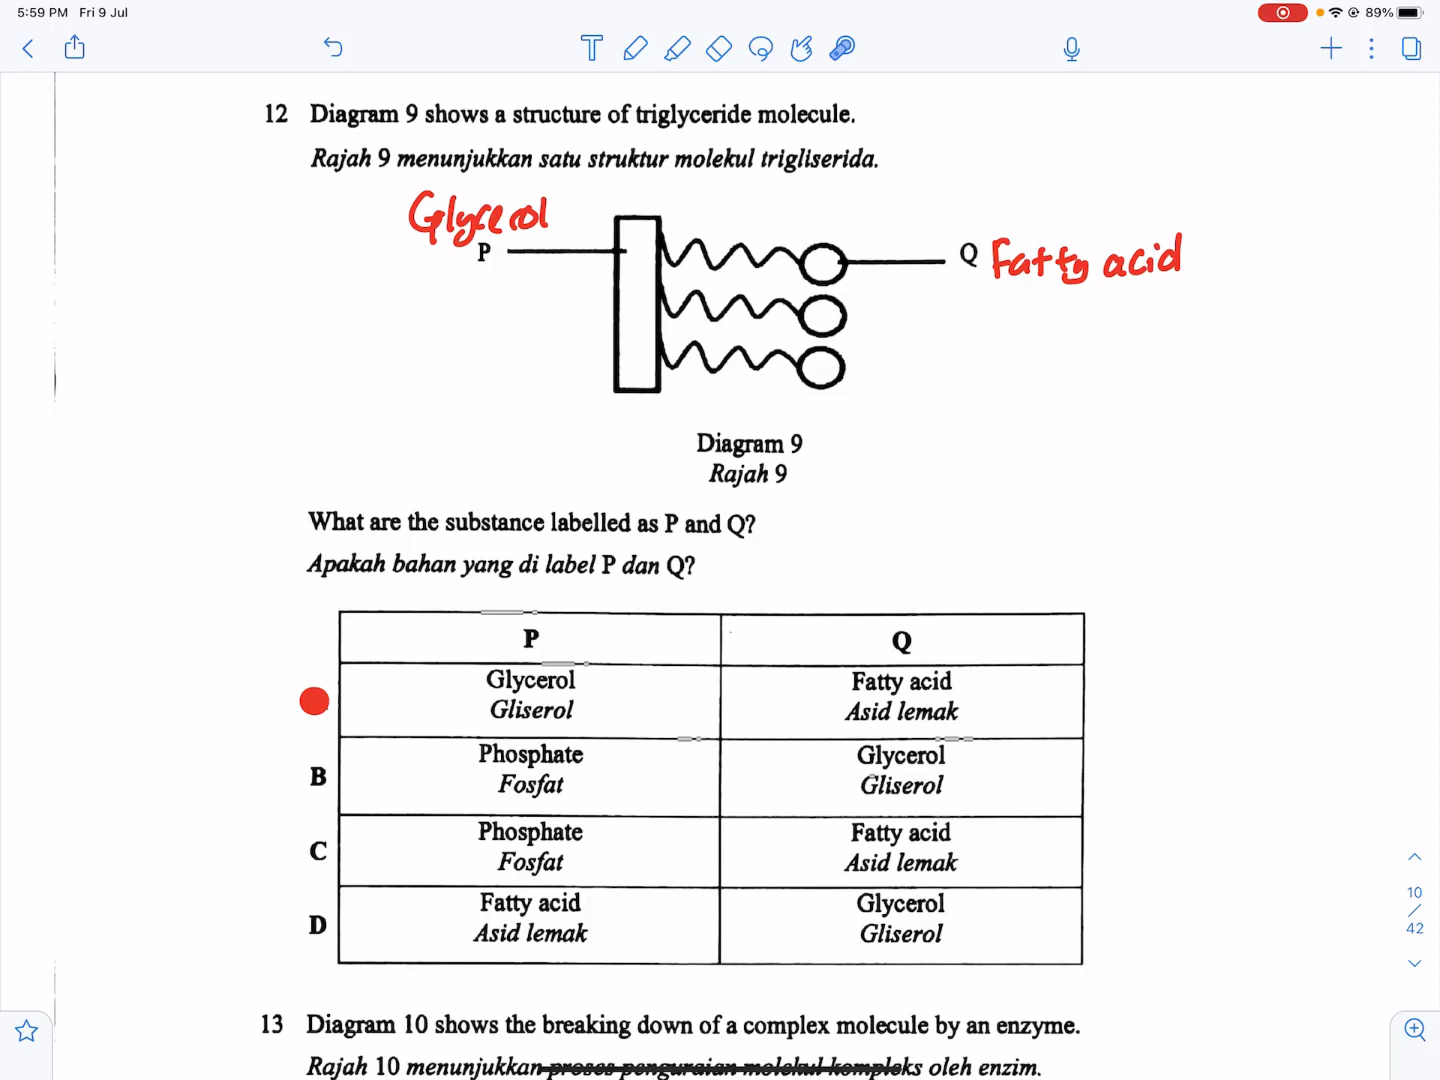 5:59 PM Fri 9 Jul
89%
12 Diagram 9 shows a structure of triglyceride molecule.
Rajah 9 menunjukkan satu struktur molekul trigliserida.
Glycerol
P
Q Fatty acid
Diagram 9
Rajah 9
What are the substance labelled as P and Q?
Apakah bahan yang di label P dan Q?
P Q
Glycerol Fatty acid
Gliserol Asid lemak
B Phosphate Glycerol
Fosfat Gliserol
C Phosphate Fatty acid
Fosfat Asid lemak
D Fatty acid Glycerol
Asid lemak Gliserol
10
/
42
13 Diagram 10 shows the breaking down of a complex molecule by an enzyme.
Rajah 10 menunjukkan proses penguraian molekul kompleks oleh enzim.